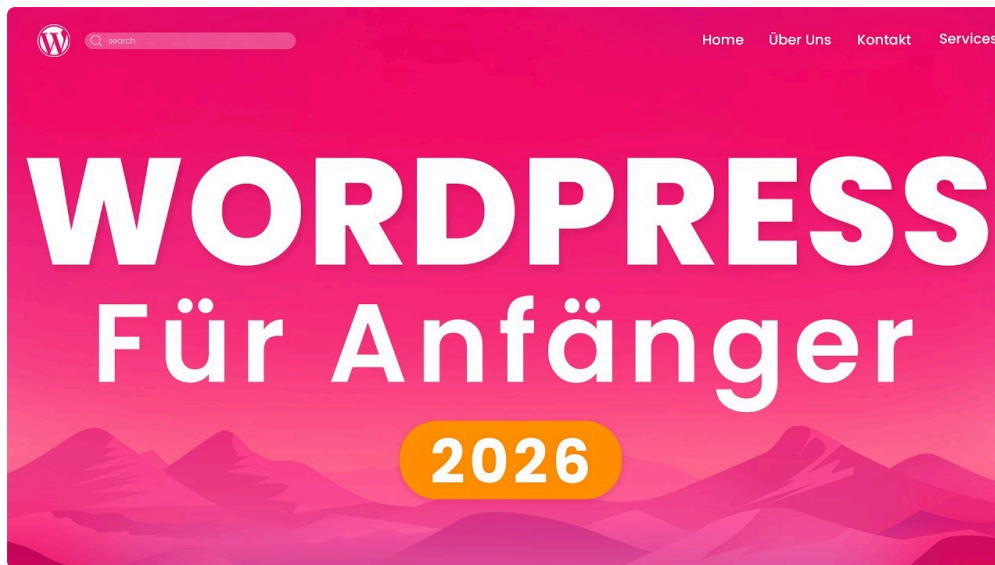 search
Home Über Uns Kontakt Services
WORDPRESS
Für Anfänger
2026